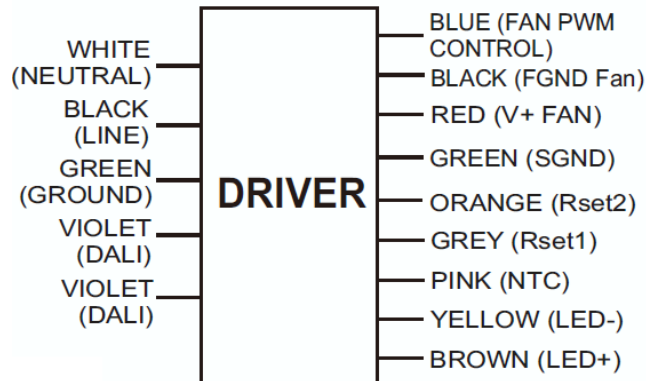 WHITE
(NEUTRAL)
BLACK
(LINE)
GREEN
(GROUND)
VIOLET
(DALI)
VIOLET
(DALI)
DRIVER
BLUE (FAN PWM
CONTROL)
BLACK (FGND Fan)
RED (V+ FAN)
GREEN (SGND)
ORANGE (Rset2)
GREY (Rset1)
PINK (NTC)
YELLOW (LED-)
BROWN (LED+)